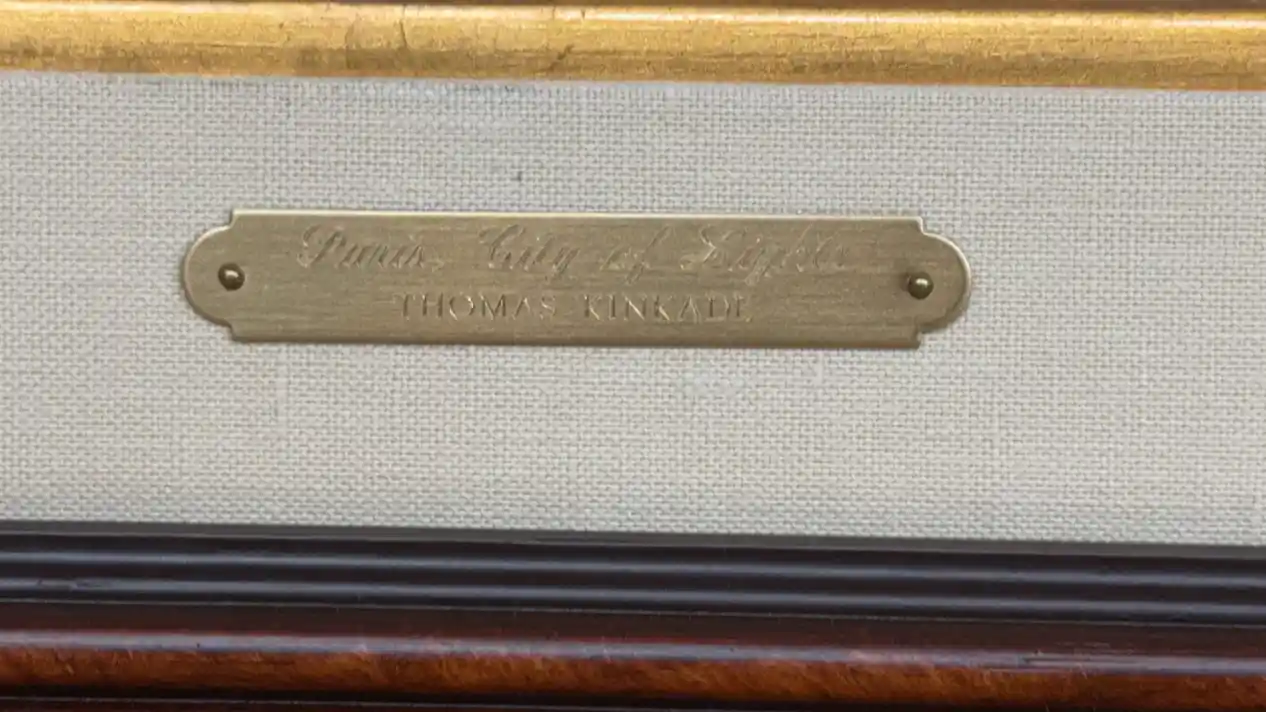 Paris, City of Lights
THOMAS KINKADE